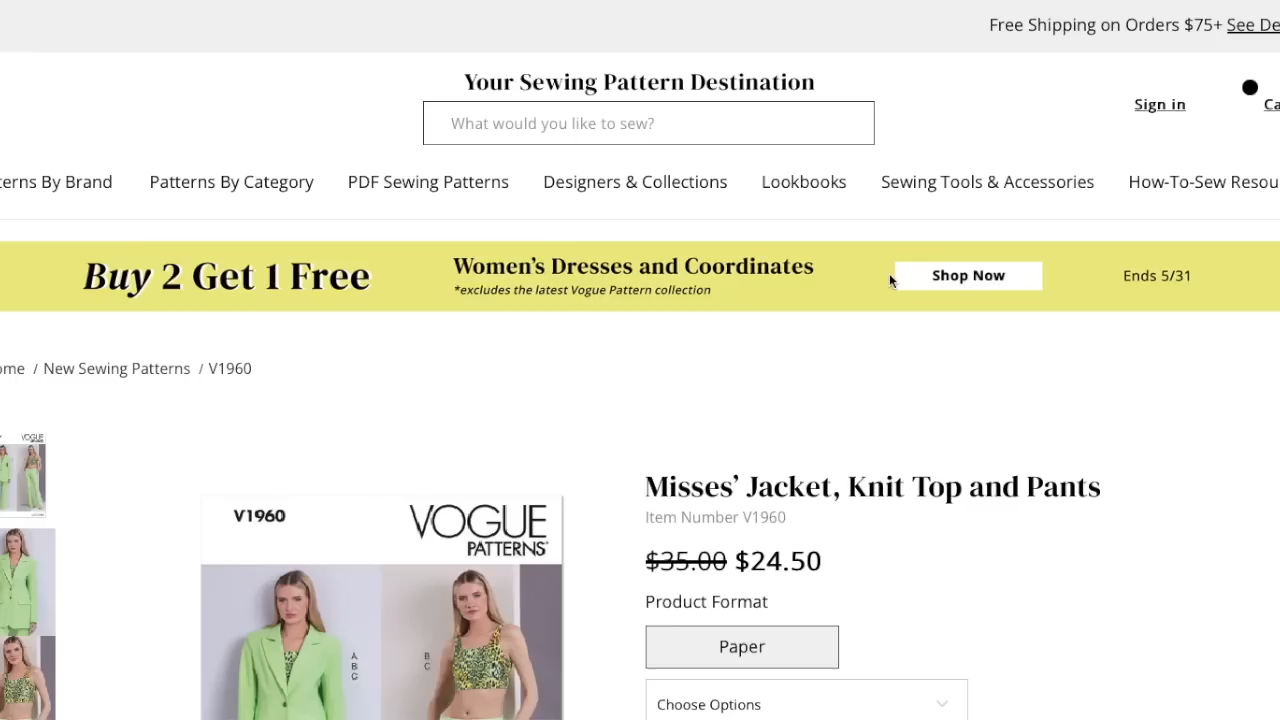 Free Shipping on Orders $75+ See De
Your Sewing Pattern Destination
What would you like to sew?
Sign in
Ca
terns By Brand Patterns By Category PDF Sewing Patterns Designers & Collections Lookbooks Sewing Tools & Accessories How-To-Sew Resou
Buy 2 Get 1 Free
Women's Dresses and Coordinates
*excludes the latest Vogue Pattern collection
Shop Now
Ends 5/31
ome / New Sewing Patterns / V1960
VOGUE
V1960
VOGUE
PATTERNS
A
B
C
B
C
Misses' Jacket, Knit Top and Pants
Item Number V1960
$35.00 $24.50
Product Format
Paper
Choose Options